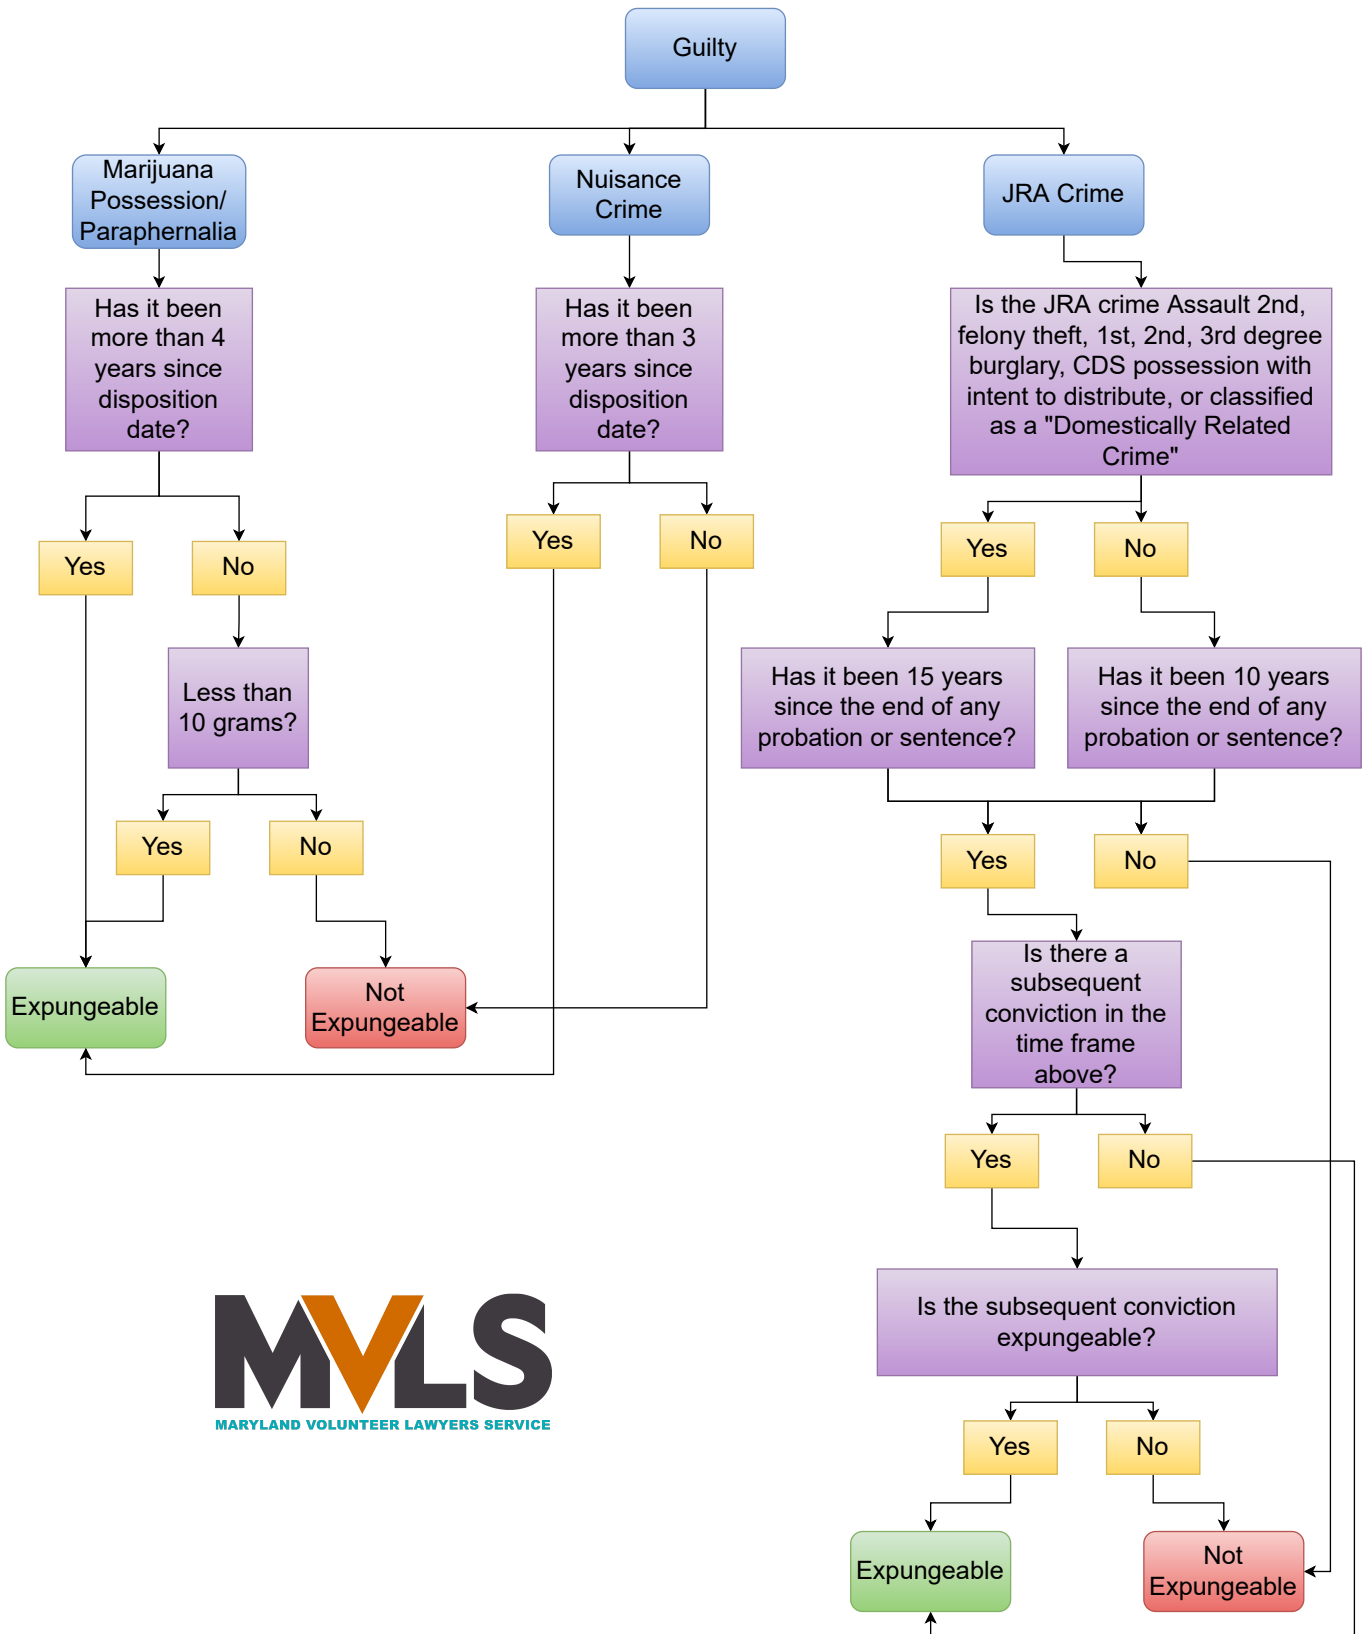 Guilty
Marijuana
Possession/
Paraphernalia
Nuisance
Crime
JRA Crime
Has it been
more than 4
years since
disposition
date?
Has it been
more than 3
years since
disposition
date?
Is the JRA crime Assault 2nd,
felony theft, 1st, 2nd, 3rd degree
burglary, CDS possession with
intent to distribute, or classified
as a "Domestically Related
Crime"
Yes
No
Yes
No
Yes
No
Less than
10 grams?
Has it been 15 years
since the end of any
probation or sentence?
Has it been 10 years
since the end of any
probation or sentence?
Yes
No
Yes
No
Expungeable
Not
Expungeable
Is there a
subsequent
conviction in the
time frame
above?
Yes
No
Is the subsequent conviction
expungeable?
MVLS
MARYLAND VOLUNTEER LAWYERS SERVICE
Yes
No
Expungeable
Not
Expungeable